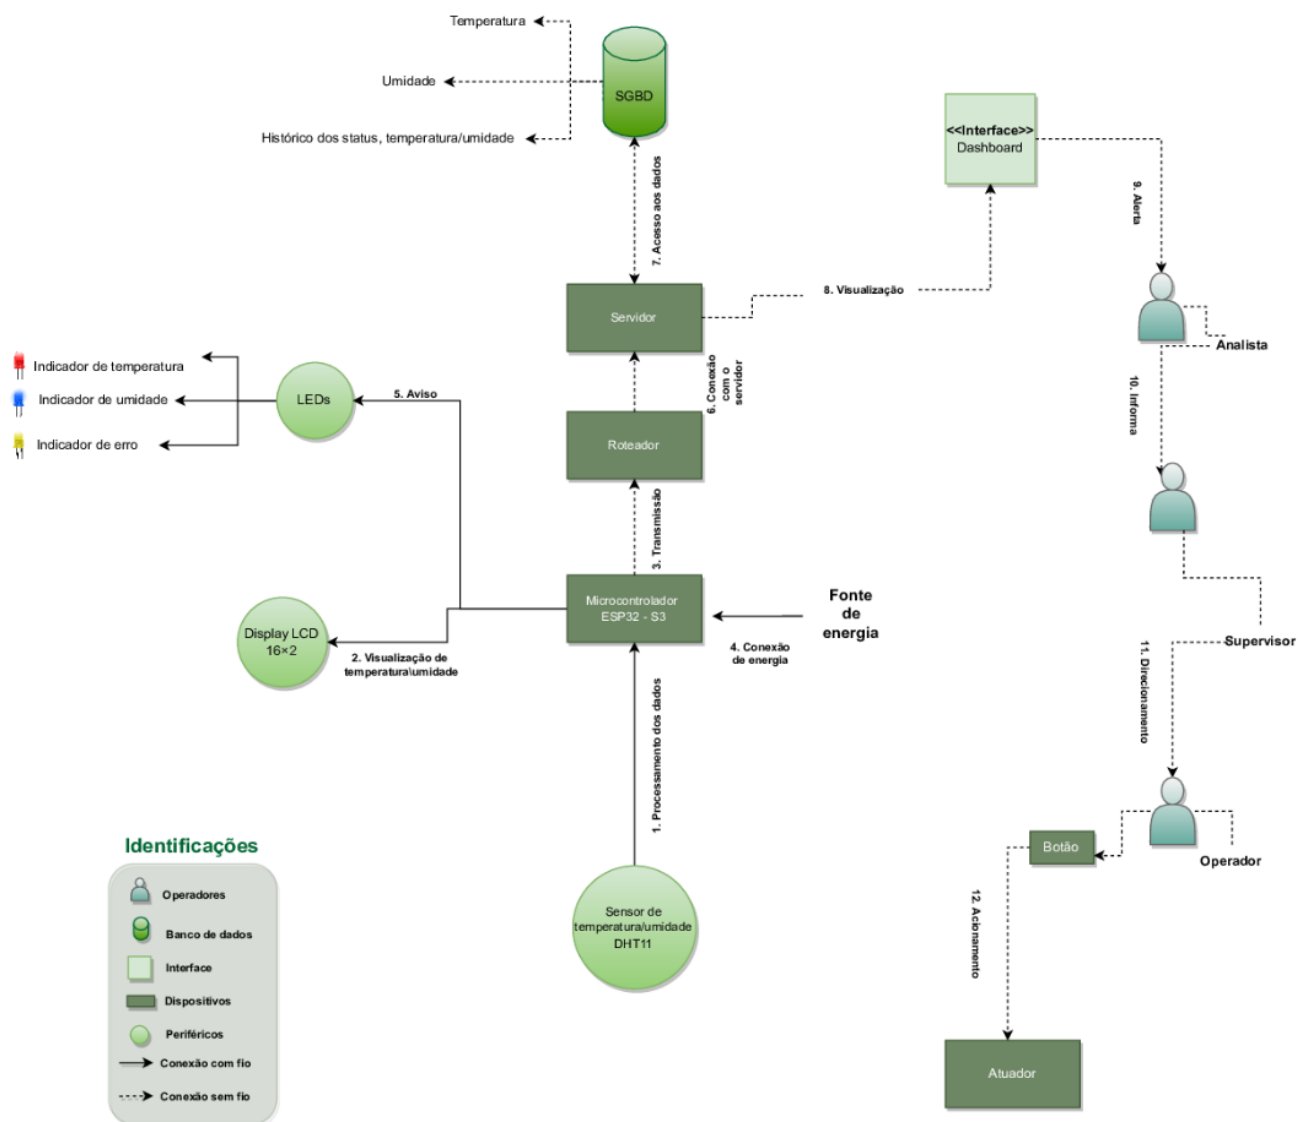 Temperatura
Umidade
Histórico dos status, temperatura/umidade
SGBD
7. Acesso aos dados
<<Interface>>
Dashboard
9. Alerta
8. Visualização
Servidor
6. Conexão
com o
servidor
Analista
10. Informa
Indicador de temperatura
Indicador de umidade
Indicador de erro
LEDs
5. Aviso
Roteador
3. Transmissão
Microcontrolador
ESP32 - S3
Fonte
de
energia
4. Conexão
de energia
Display LCD
16×2
2. Visualização de
temperatura\umidade
1. Processamento dos dados
Supervisor
11. Direcionamento
Sensor de
temperatura/umidade
DHT11
Botão
Operador
12. Acionamento
Atuador
Identificações
Operadores
Banco de dados
Interface
Dispositivos
Periféricos
Conexão com fio
Conexão sem fio